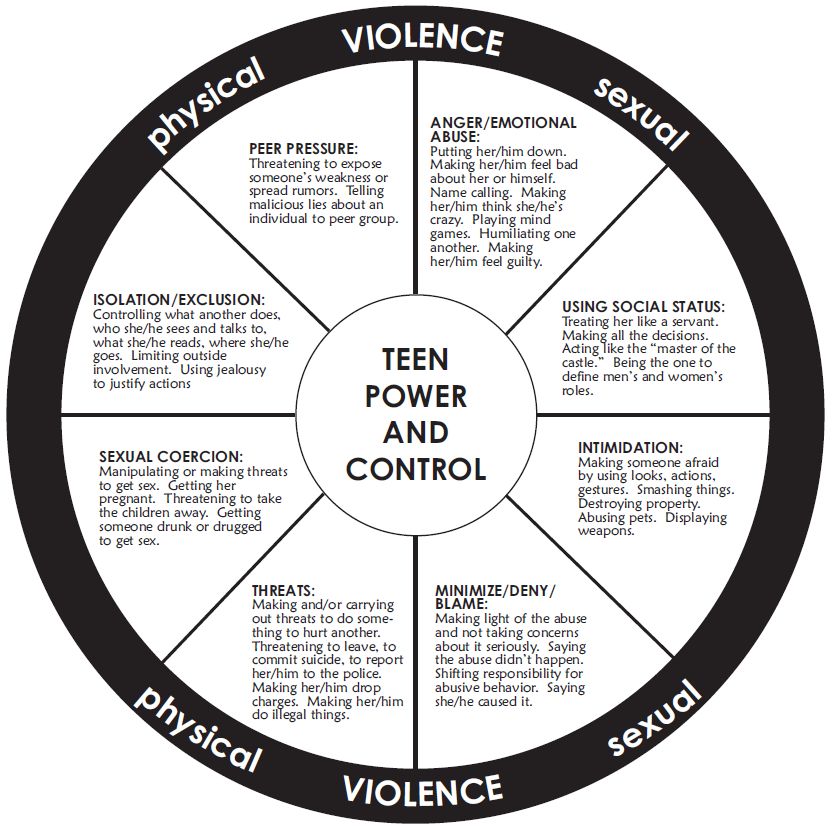 physical VIOLENCE sexual
PEER PRESSURE:
Threatening to expose
someone's weakness or
spread rumors.  Telling
malicious lies about an
individual to peer group.
ANGER/EMOTIONAL
ABUSE:
Putting her/him down.
Making her/him feel bad
about her or himself.
Name calling.  Making
her/him think she/he's
crazy.  Playing mind
games.  Humiliating one
another.  Making
her/him feel guilty.
ISOLATION/EXCLUSION:
Controlling what another does,
who she/he sees and talks to,
what she/he reads, where she/he
goes.  Limiting outside
involvement.  Using jealousy
to justify actions
USING SOCIAL STATUS:
Treating her like a servant.
Making all the decisions.
Acting like the “master of the
castle.”  Being the one to
define men's and women's
roles.
TEEN
POWER
AND
CONTROL
SEXUAL COERCION:
Manipulating or making threats
to get sex.  Getting her
pregnant.  Threatening to take
the children away.  Getting
someone drunk or drugged
to get sex.
INTIMIDATION:
Making someone afraid
by using looks, actions,
gestures.  Smashing things.
Destroying property.
Abusing pets.  Displaying
weapons.
THREATS:
Making and/or carrying
out threats to do some-
thing to hurt another.
Threatening to leave, to
commit suicide, to report
her/him to the police.
Making her/him drop
charges.  Making her/him
do illegal things.
MINIMIZE/DENY/
BLAME:
Making light of the abuse
and not taking concerns
about it seriously.  Saying
the abuse didn't happen.
Shifting responsibility for
abusive behavior.  Saying
she/he caused it.
physical VIOLENCE sexual